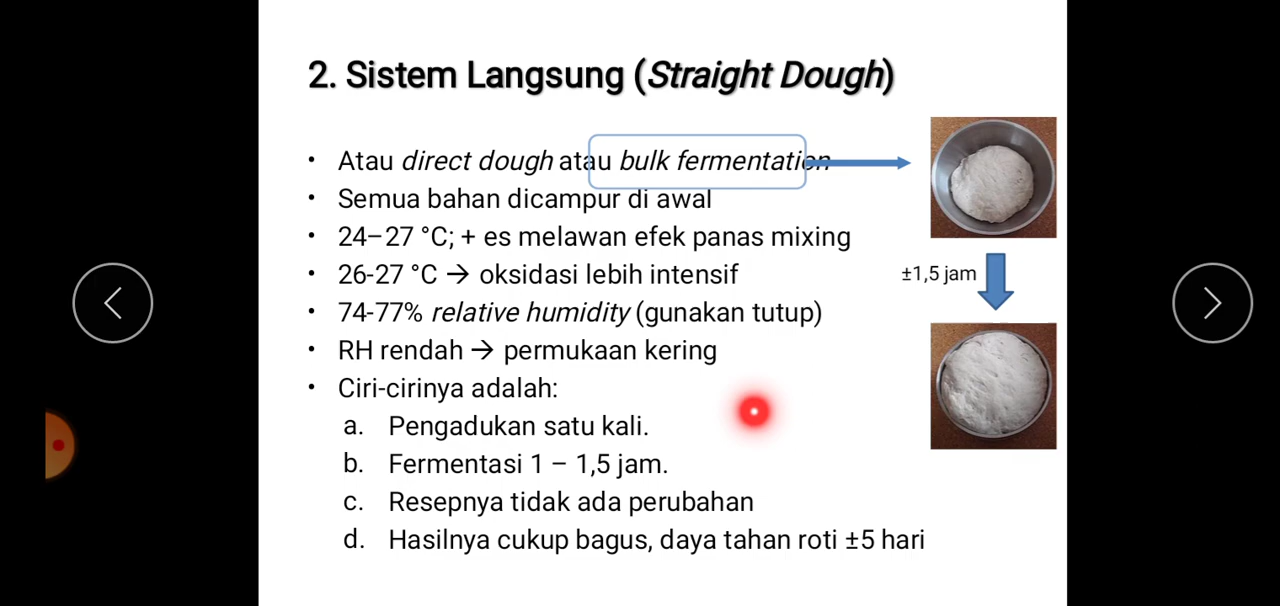 2. Sistem Langsung (Straight Dough)
• Atau direct dough atau bulk fermentation
• Semua bahan dicampur di awal
• 24–27 °C; + es melawan efek panas mixing
• 26-27 °C → oksidasi lebih intensif
±1,5 jam
• 74-77% relative humidity (gunakan tutup)
• RH rendah → permukaan kering
• Ciri-cirinya adalah:
a. Pengadukan satu kali.
b. Fermentasi 1 – 1,5 jam.
c. Resepnya tidak ada perubahan
d. Hasilnya cukup bagus, daya tahan roti ±5 hari